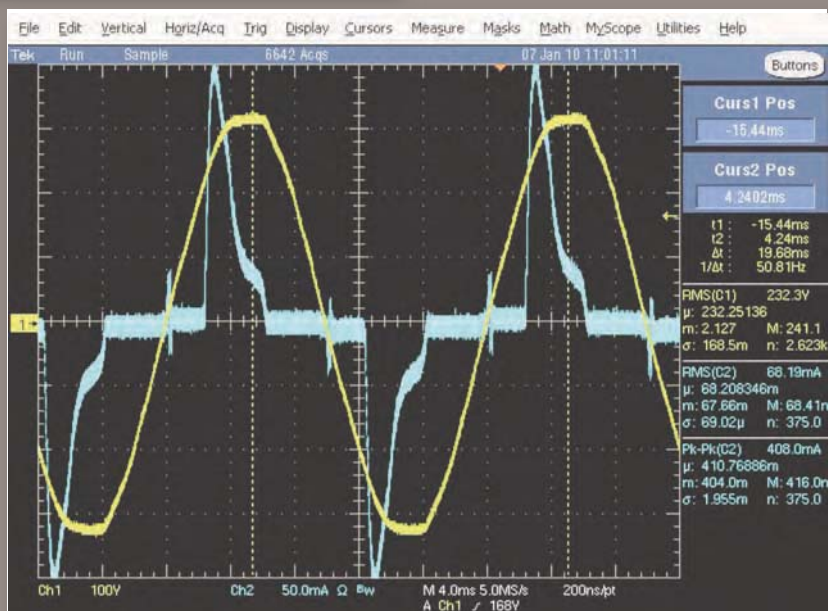 File Edit Vertical Horiz/Acq Trig Display Cursors Measure Masks Math MyScope Utilities Help
Tek Run Sample 6642 Acqs 07 Jan 10 11:01:11
Buttons
Curs1 Pos
-15.44ms
Curs2 Pos
4.2402ms
t1 : -15.44ms
t2 : 4.24ms
Δt : 19.68ms
1/Δt : 50.81Hz
1
RMS(C1) 232.3V
μ: 232.25136
m: 2.127 M: 241.1
σ: 168.5m n: 2.623k
RMS(C2) 68.19mA
μ: 68.208346m
m: 67.66m M: 68.41m
σ: 69.02μ n: 375.0
Pk-Pk(C2) 408.0mA
μ: 410.76886m
m: 404.0m M: 416.0m
σ: 1.955m n: 375.0
Ch1 100V Ch2 50.0mA Ω Bw M 4.0ms 5.0MS/s 200ns/pt
A Ch1 ∕ 168V